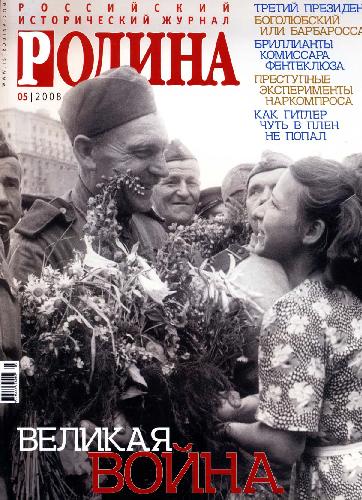 РОССИЙСКИЙ
ИСТОРИЧЕСКИЙ ЖУРНАЛ
РОДИНА
05|2008
ТРЕТИЙ ПРЕЗИДЕН
БОГОЛЮБСКИЙ
ИЛИ БАРБАРОССА
БРИЛЛИАНТЫ
КОМИССАРА
ФЕНТЕКЛЮЗА
ПРЕСТУПНЫЕ
ЭКСПЕРИМЕНТЫ
НАРКОМПРОСА
КАК ГИТЛЕР
ЧУТЬ В ПЛЕН
НЕ ПОПАЛ
ВЕЛИКАЯ
ВОЙНА